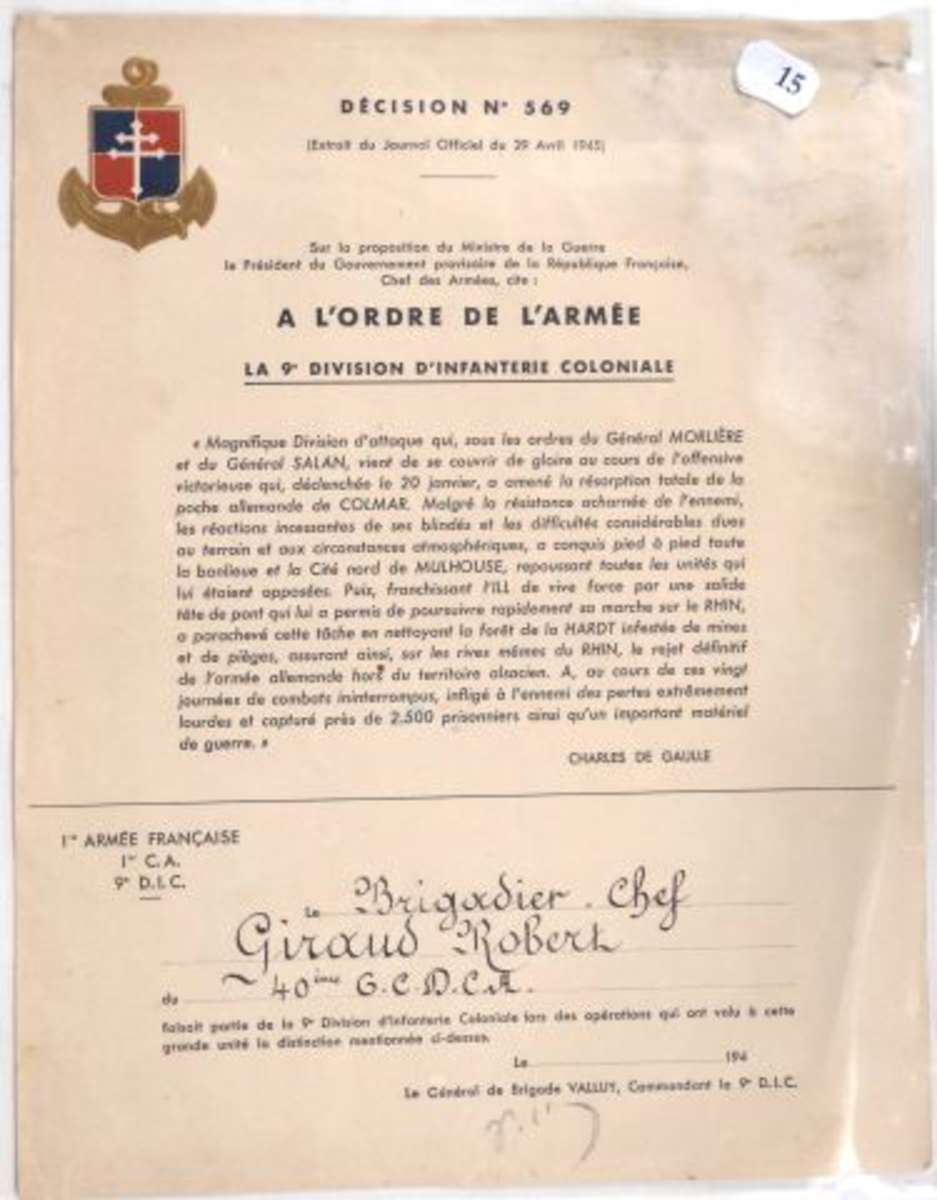 15
DÉCISION N° 569
(Extrait du Journal Officiel du 29 Avril 1945)
Sur la proposition du Ministre de la Guerre
le Président du Gouvernement provisoire de la République Française,
Chef des Armées, cite :
A L'ORDRE DE L'ARMÉE
LA 9e DIVISION D'INFANTERIE COLONIALE
« Magnifique Division d'attaque qui, sous les ordres du Général MORLIÈRE
et du Général SALAN, vient de se couvrir de gloire au cours de l'offensive
victorieuse qui, déclenchée le 20 janvier, a amené la résorption totale de la
poche allemande de COLMAR. Malgré la résistance acharnée de l'ennemi,
les réactions incessantes de ses blindés et les difficultés considérables dues
au terrain et aux circonstances atmosphériques, a conquis pied à pied toute
la banlieue et la Cité nord de MULHOUSE, repoussant toutes les unités qui
lui étaient opposées. Puis, franchissant l'ILL de vive force par une solide
tête de pont qui lui a permis de poursuivre rapidement sa marche sur le RHIN,
a parachevé cette tâche en nettoyant la forêt de la HARDT infestée de mines
et de pièges, assurant ainsi, sur les rives mêmes du RHIN, le rejet définitif
de l'armée allemande hors du territoire alsacien. A, au cours de ces vingt
journées de combats ininterrompus, infligé à l'ennemi des pertes extrêmement
lourdes et capturé près de 2.500 prisonniers ainsi qu'un important matériel
de guerre. »
CHARLES DE GAULLE
1re ARMÉE FRANÇAISE
1er C.A.
9e D.I.C.
Le Brigadier . Chef
Giraud Robert
du 40ième G.C.D.C.A.
faisait partie de la 9e Division d'Infanterie Coloniale lors des opérations qui ont valu à cette
grande unité la distinction mentionnée ci-dessus.
Le 194
Le Général de Brigade VALLUY, Commandant la 9e D.I.C.